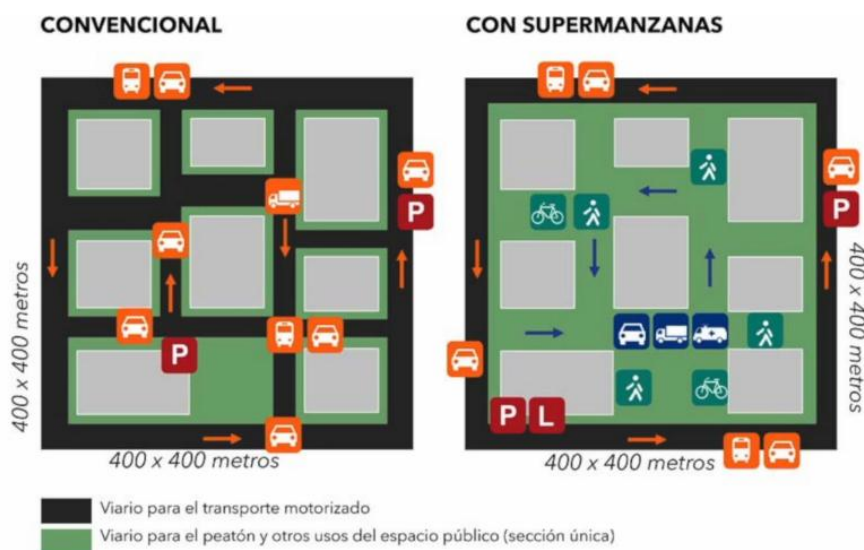 CONVENCIONAL
CON SUPERMANZANAS
P
P
400 x 400 metros
400 x 400 metros
P
P L
400 x 400 metros
400 x 400 metros
Viario para el transporte motorizado
Viario para el peatón y otros usos del espacio público (sección única)